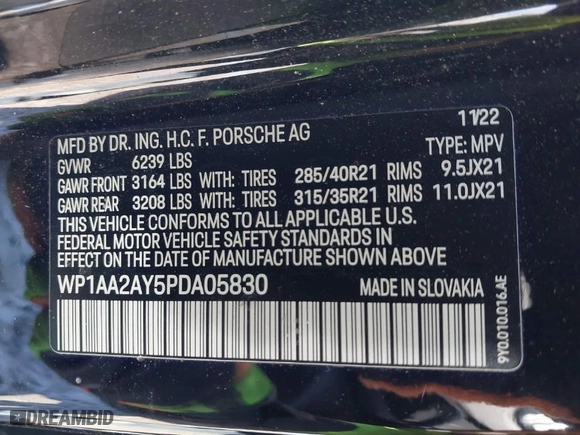 11/22
MFD BY DR. ING. H.C. F. PORSCHE AG
GVWR 6239 LBS TYPE: MPV
GAWR FRONT 3164 LBS WITH: TIRES 285/40R21 RIMS 9.5JX21
GAWR REAR 3208 LBS WITH: TIRES 315/35R21 RIMS 11.0JX21
THIS VEHICLE CONFORMS TO ALL APPLICABLE U.S.
FEDERAL MOTOR VEHICLE SAFETY STANDARDS IN
EFFECT ON THE DATE OF MANUFACTURE SHOWN ABOVE
WP1AA2AY5PDA05830 MADE IN SLOVAKIA
9Y0.010.016.AE
DREAMBID